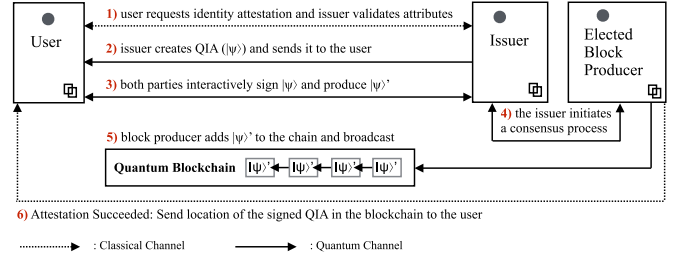 1) user requests identity attestation and issuer validates attributes
User
2) issuer creates QIA (|ψ⟩) and sends it to the user
3) both parties interactively sign |ψ⟩ and produce |ψ⟩’
Issuer
Elected
Block
Producer
4) the issuer initiates
a consensus process
5) block producer adds |ψ⟩’ to the chain and broadcast
Quantum Blockchain |ψ⟩’ |ψ⟩’ |ψ⟩’ |ψ⟩’
6) Attestation Succeeded: Send location of the signed QIA in the blockchain to the user
: Classical Channel : Quantum Channel